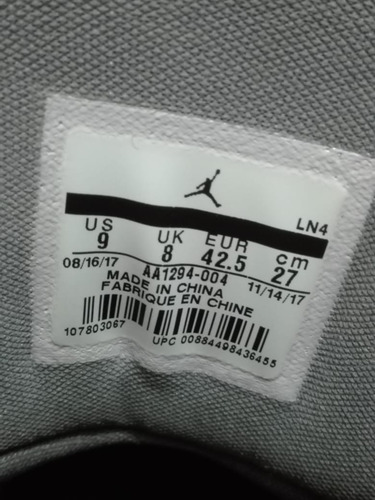 LN4
US UK EUR cm
9 8 42.5 27
08/16/17 AA1294-004 11/14/17
MADE IN CHINA
FABRIQUE EN CHINE
107803067
UPC 00884498436455